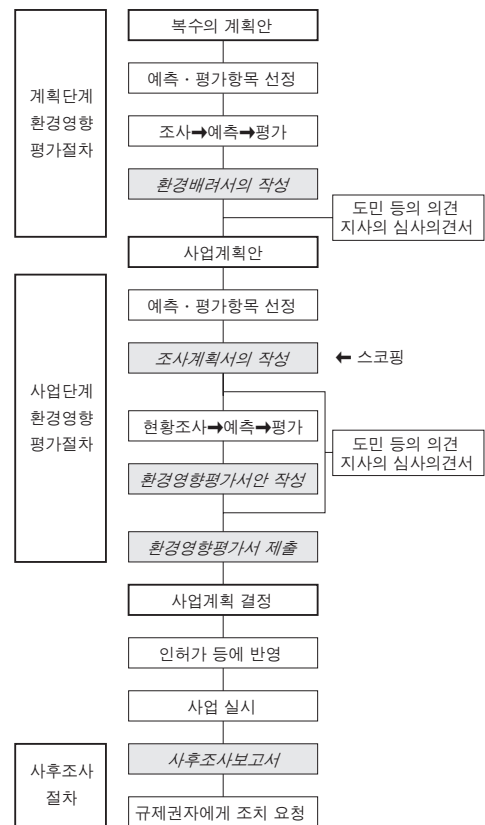 복수의 계획안
예측·평가항목 선정
계획단계
환경영향
평가절차
조사➡예측➡평가
환경배려서의 작성
도민 등의 의견
지사의 심사의견서
사업계획안
예측·평가항목 선정
조사계획서의 작성
⬅ 스코핑
사업단계
환경영향
평가절차
현황조사➡예측➡평가
도민 등의 의견
지사의 심사의견서
환경영향평가서안 작성
환경영향평가서 제출
사업계획 결정
인허가 등에 반영
사업 실시
사후조사
절차
사후조사보고서
규제권자에게 조치 요청